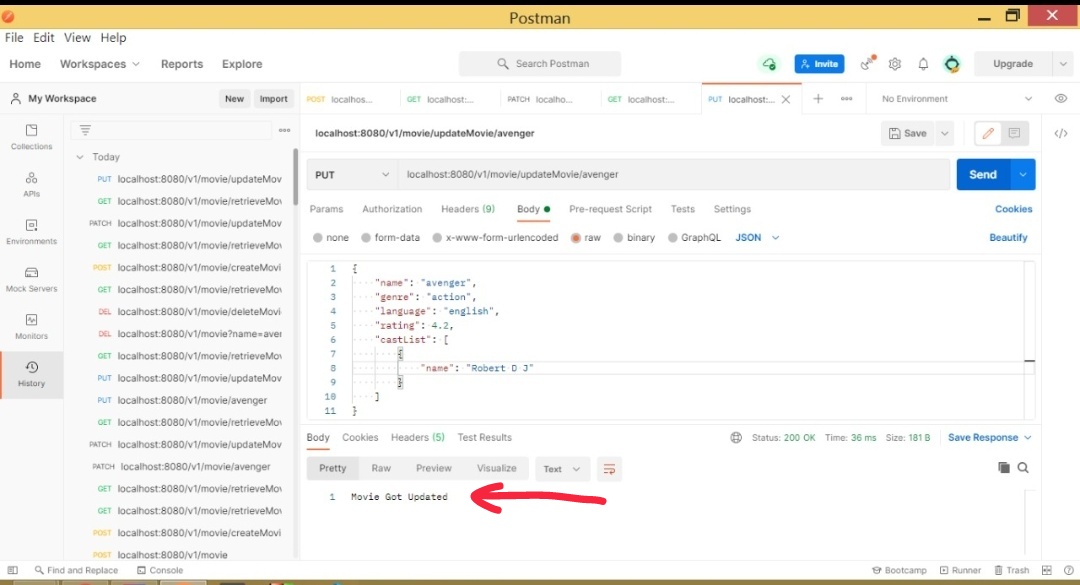 Postman
File Edit View Help
Home Workspaces Reports Explore Search Postman Invite Upgrade
My Workspace New Import
POST localhos... GET localhost:... PATCH localho... GET localhost:... PUT localhost:... No Environment
localhost:8080/v1/movie/updateMovie/avenger Save
Collections
APIs
Environments
Mock Servers
Monitors
History
Today
PUT localhost:8080/v1/movie/updateMov
GET localhost:8080/v1/movie/retrieveMov
PATCH localhost:8080/v1/movie/updateMov
GET localhost:8080/v1/movie/retrieveMov
POST localhost:8080/v1/movie/createMovi
GET localhost:8080/v1/movie/retrieveMov
DEL localhost:8080/v1/movie/deleteMovi
DEL localhost:8080/v1/movie?name=aver
GET localhost:8080/v1/movie/retrieveMov
PUT localhost:8080/v1/movie/updateMov
PUT localhost:8080/v1/movie/avenger
GET localhost:8080/v1/movie/retrieveMov
PATCH localhost:8080/v1/movie/updateMov
PATCH localhost:8080/v1/movie/avenger
GET localhost:8080/v1/movie/retrieveMov
GET localhost:8080/v1/movie/retrieveMov
POST localhost:8080/v1/movie/createMovi
POST localhost:8080/v1/movie
PUT localhost:8080/v1/movie/updateMovie/avenger Send
Params Authorization Headers (9) Body Pre-request Script Tests Settings Cookies
none form-data x-www-form-urlencoded raw binary GraphQL JSON Beautify
1 {
2 "name": "avenger",
3 "genre": "action",
4 "language": "english",
5 "rating": 4.2,
6 "castList": [
7 {
8 "name": "Robert D J"
9 }
10 ]
11 }
Body Cookies Headers (5) Test Results Status: 200 OK Time: 36 ms Size: 181 B Save Response
Pretty Raw Preview Visualize Text
1 Movie Got Updated
Find and Replace Console Bootcamp Runner Trash